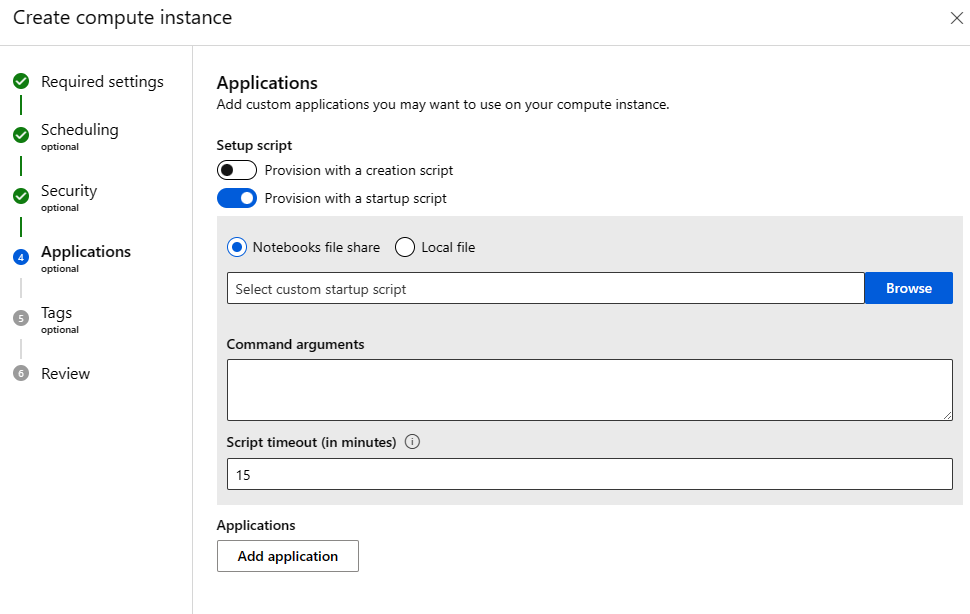 Create compute instance
Required settings
Scheduling
optional
Security
optional
4
Applications
optional
5
Tags
optional
6
Review
Applications
Add custom applications you may want to use on your compute instance.
Setup script
Provision with a creation script
Provision with a startup script
Notebooks file share
Local file
Select custom startup script
Browse
Command arguments
Script timeout (in minutes)
15
Applications
Add application